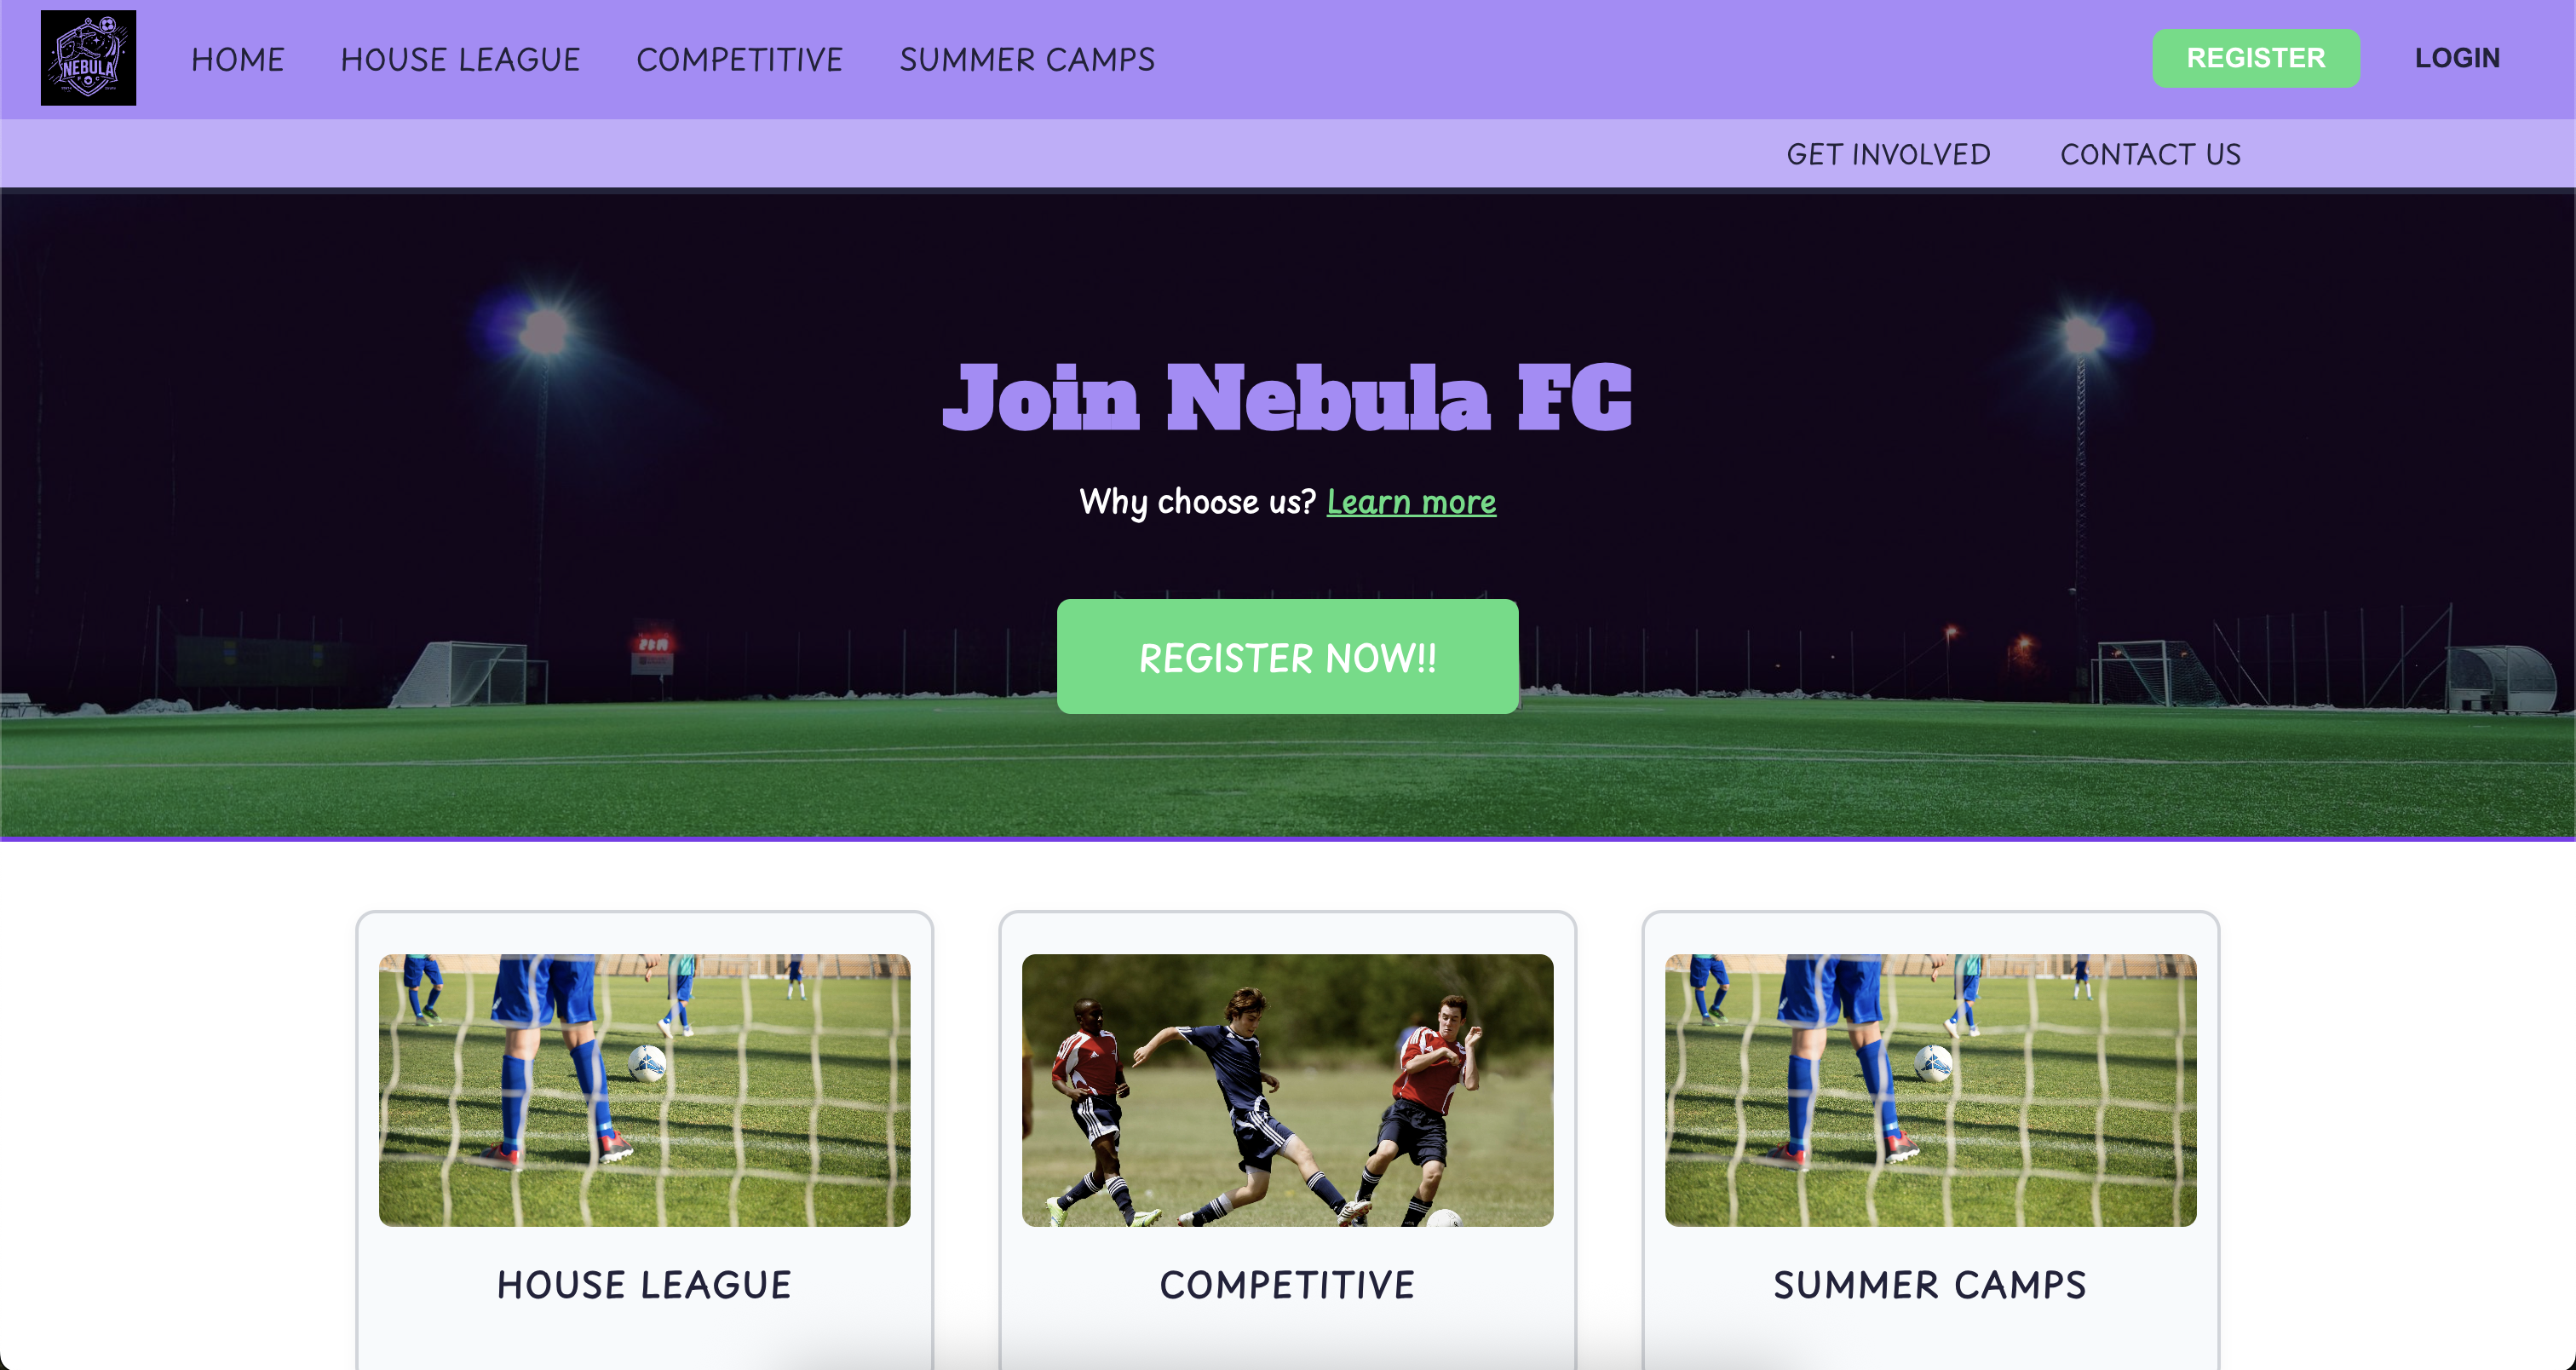 NEBULA
HOME HOUSE LEAGUE COMPETITIVE SUMMER CAMPS REGISTER LOGIN
GET INVOLVED CONTACT US
Join Nebula FC
Why choose us? Learn more
REGISTER NOW!!
HOUSE LEAGUE COMPETITIVE SUMMER CAMPS